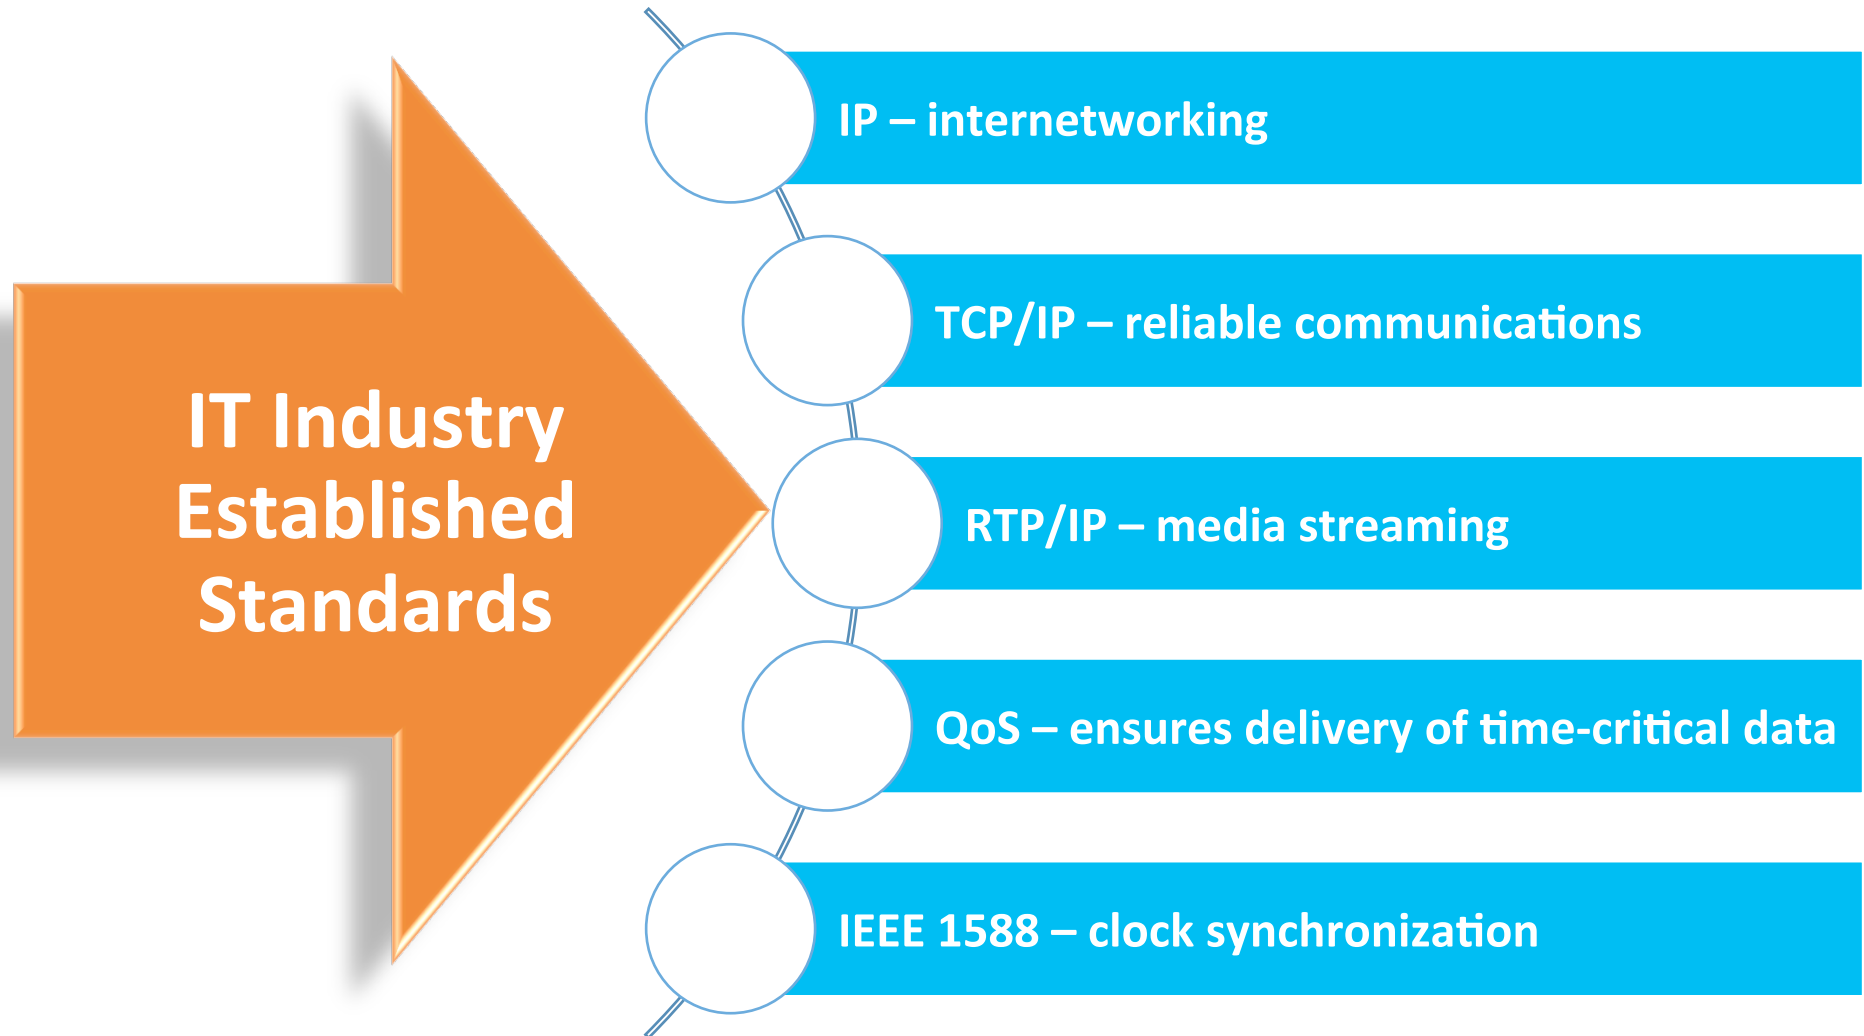 IT Industry
Established
Standards
IP – internetworking
TCP/IP – reliable communications
RTP/IP – media streaming
QoS – ensures delivery of time-critical data
IEEE 1588 – clock synchronization